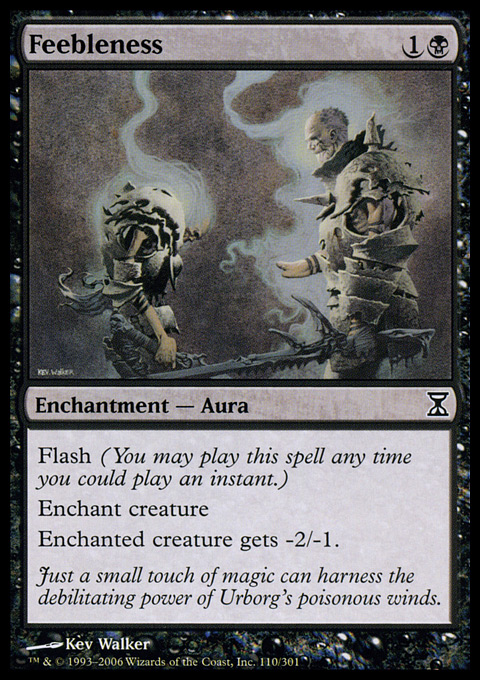 Feebleness 1
KEV. WALKER
Enchantment — Aura
Flash (You may play this spell any time
you could play an instant.)
Enchant creature
Enchanted creature gets -2/-1.
Just a small touch of magic can harness the
debilitating power of Urborg's poisonous winds.
Kev Walker
™ & © 1993–2006 Wizards of the Coast, Inc. 110/301